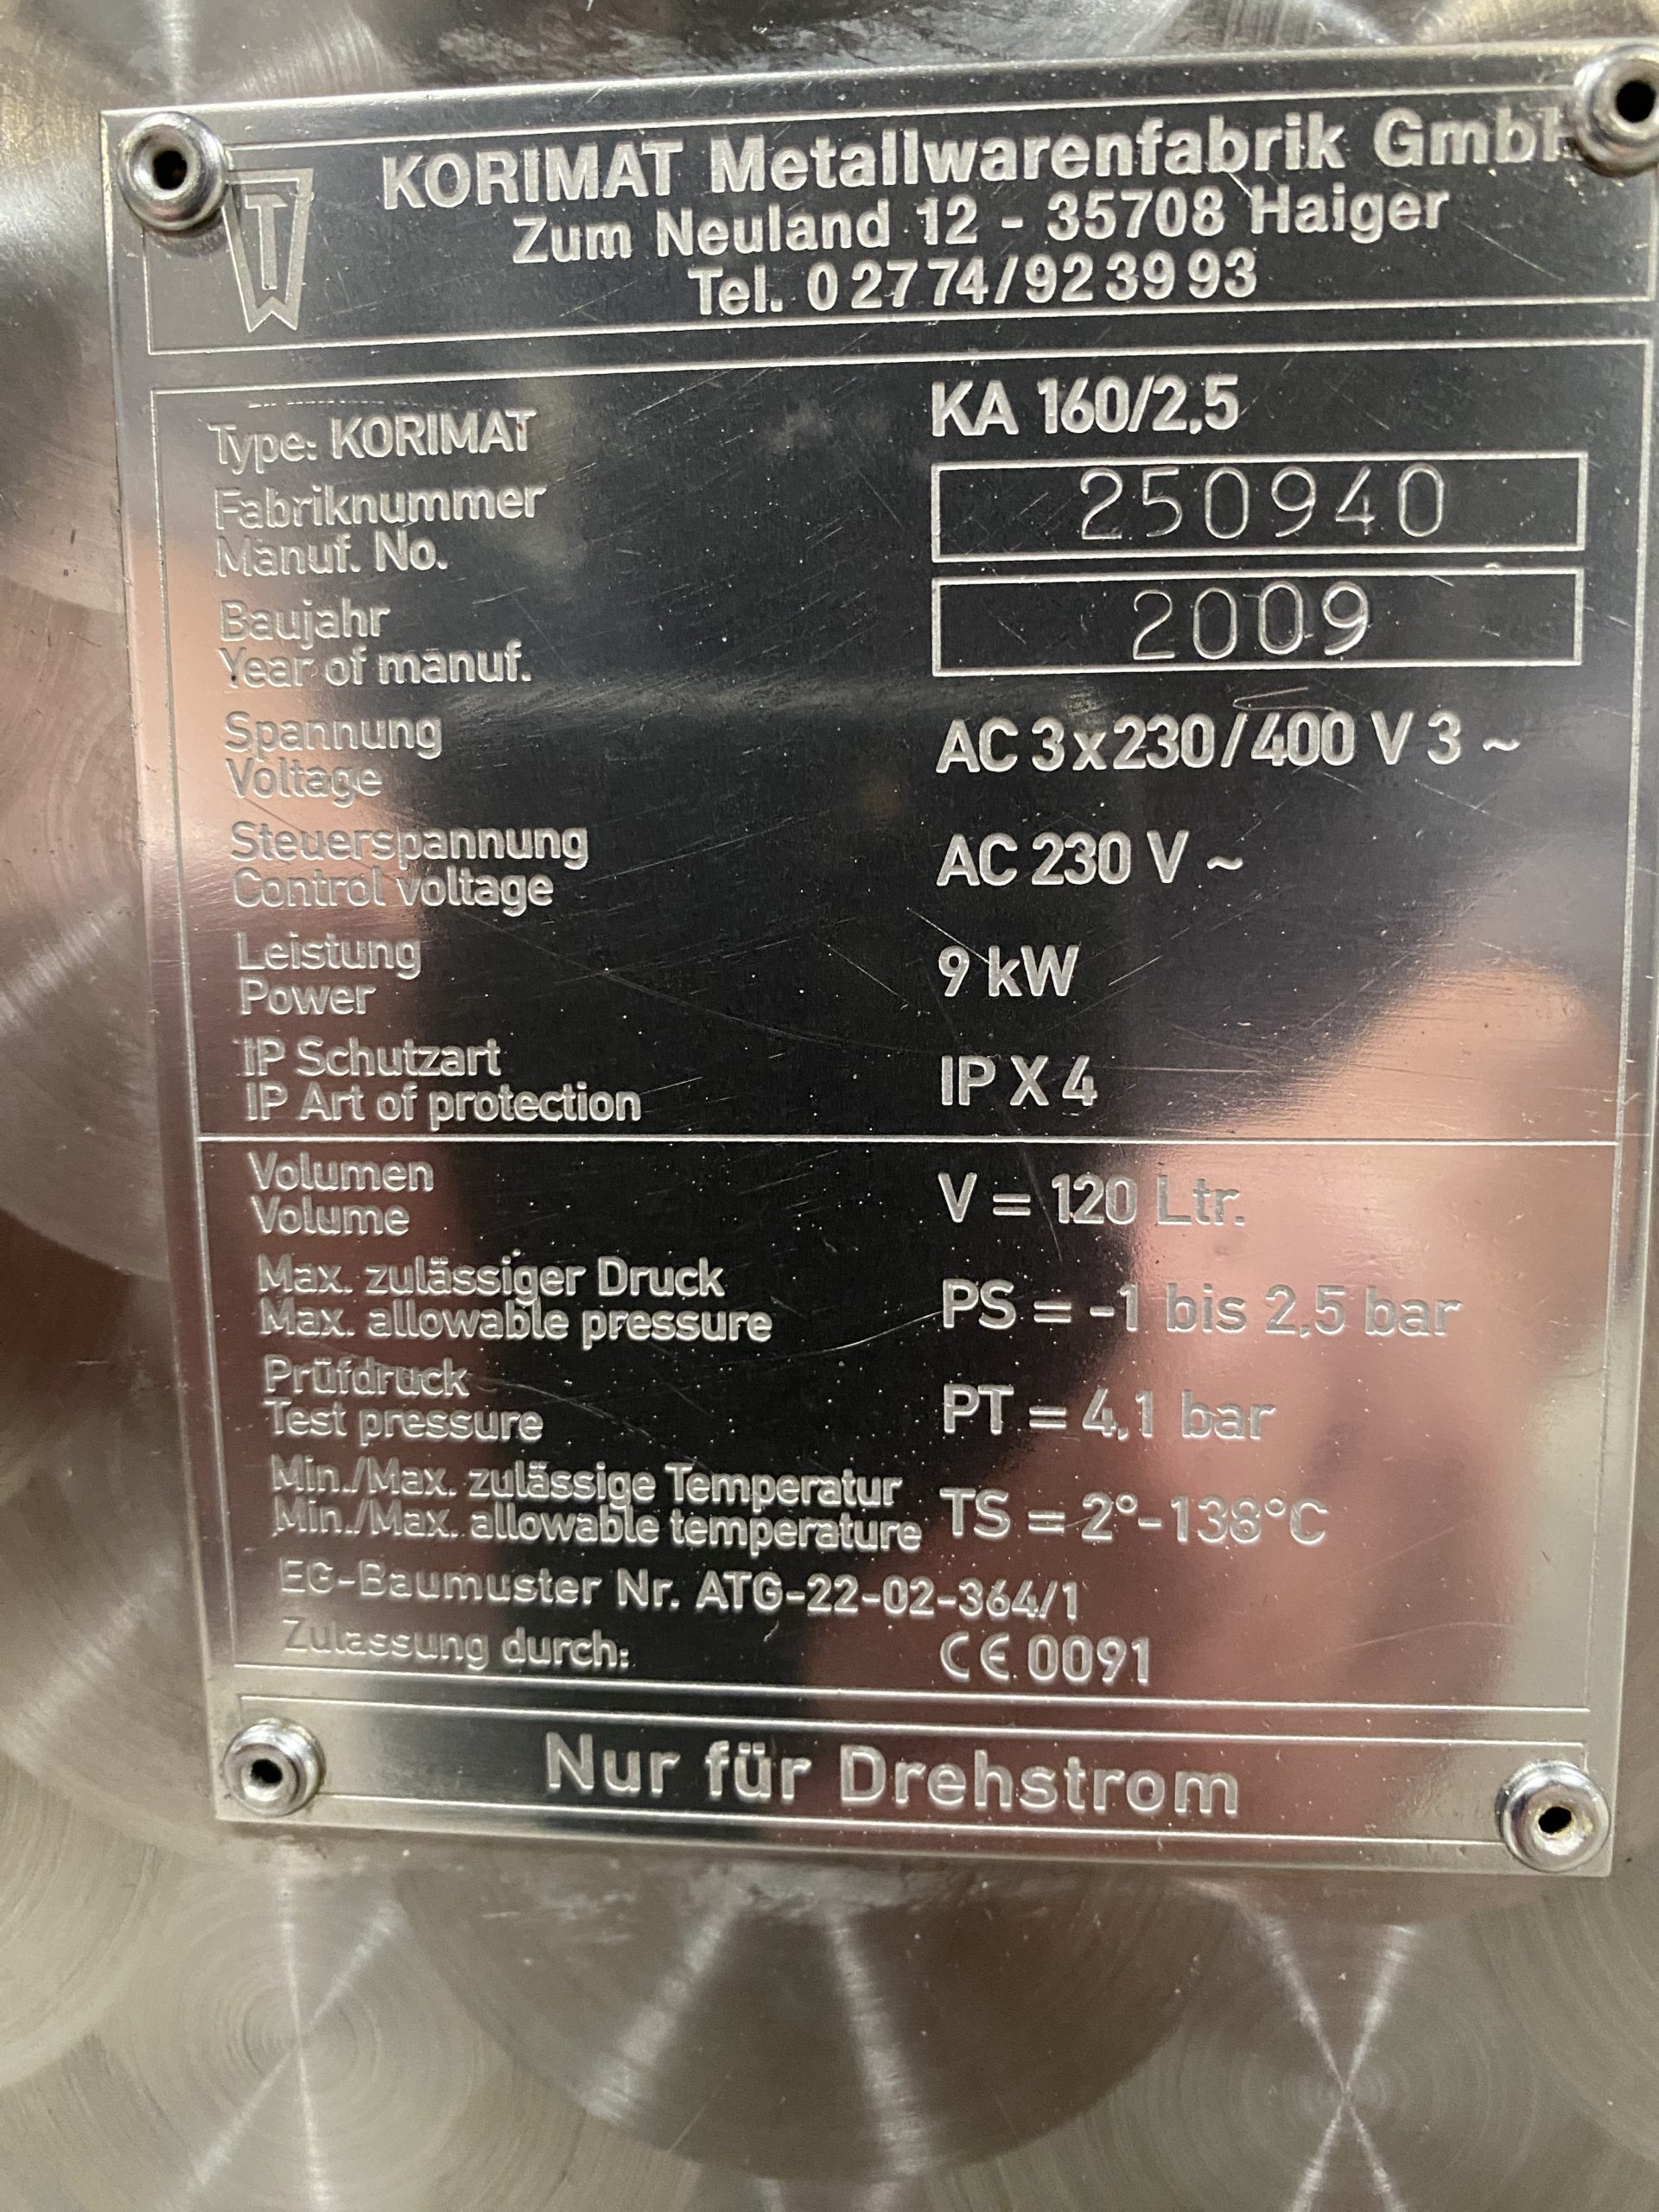 KORIMAT Metallwarenfabrik GmbH
Zum Neuland 12 - 35708 Haiger
Tel. 0 27 74/92 39 93
Type: KORIMAT KA 160/2,5
Fabriknummer
Manuf. No. 250940
Baujahr
Year of manuf. 2009
Spannung
Voltage AC 3x230/400 V 3 ~
Steuerspannung
Control voltage AC 230 V ~
Leistung
Power 9 kW
IP Schutzart
IP Art of protection IP X 4
Volumen
Volume V = 120 Ltr.
Max. zulässiger Druck
Max. allowable pressure PS = -1 bis 2,5 bar
Prüfdruck
Test pressure PT = 4,1 bar
Min./Max. zulässige Temperatur
Min./Max. allowable temperature TS = 2°-138°C
EG-Baumuster Nr. ATG-22-02-364/1
Zulassung durch: CE 0091
Nur für Drehstrom